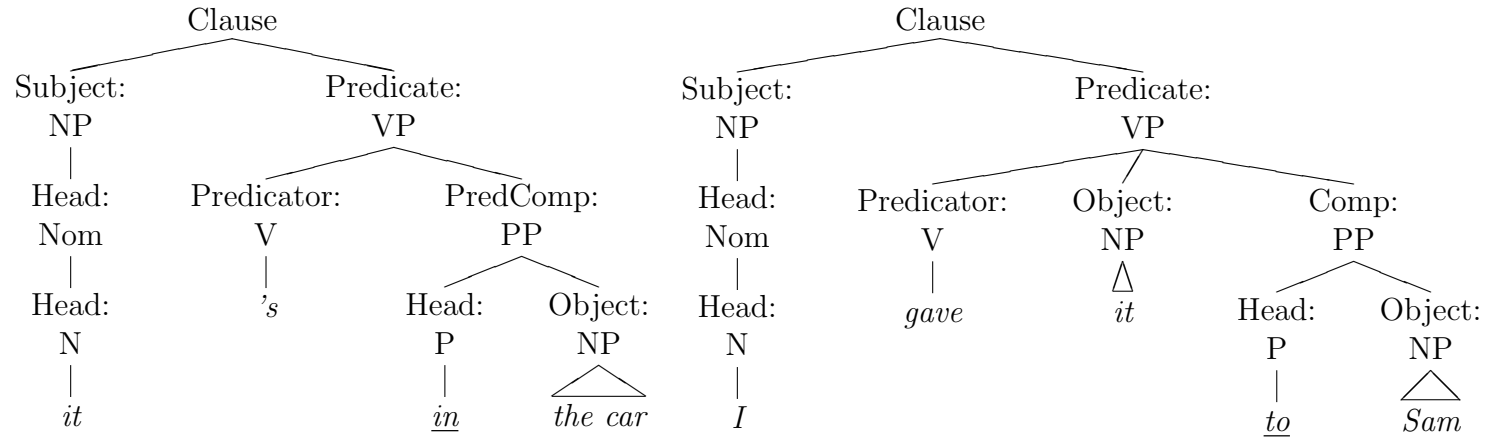 Clause Clause
Subject: Predicate: Subject: Predicate:
NP VP NP VP
Head: Predicator: PredComp: Head: Predicator: Object: Comp:
Nom V PP Nom V NP PP
Head: 's Head: Object: Head: gave it Head: Object:
N P NP N P NP
it in the car I to Sam